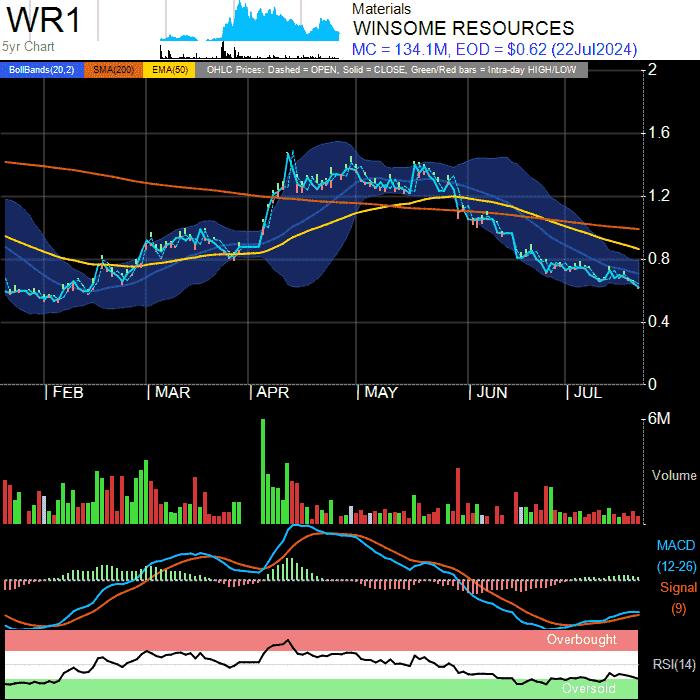 WR1
5yr Chart
Materials
WINSOME RESOURCES
MC = 134.1M, EOD = $0.62 (22Jul2024)
BollBands(20,2) SMA(200) EMA(50) OHLC Prices: Dashed = OPEN, Solid = CLOSE, Green/Red bars = Intra-day HIGH/LOW
2
1.6
1.2
0.8
0.4
0
FEB MAR APR MAY JUN JUL
6M
Volume
MACD
(12-26)
Signal
(9)
Overbought
RSI(14)
Oversold